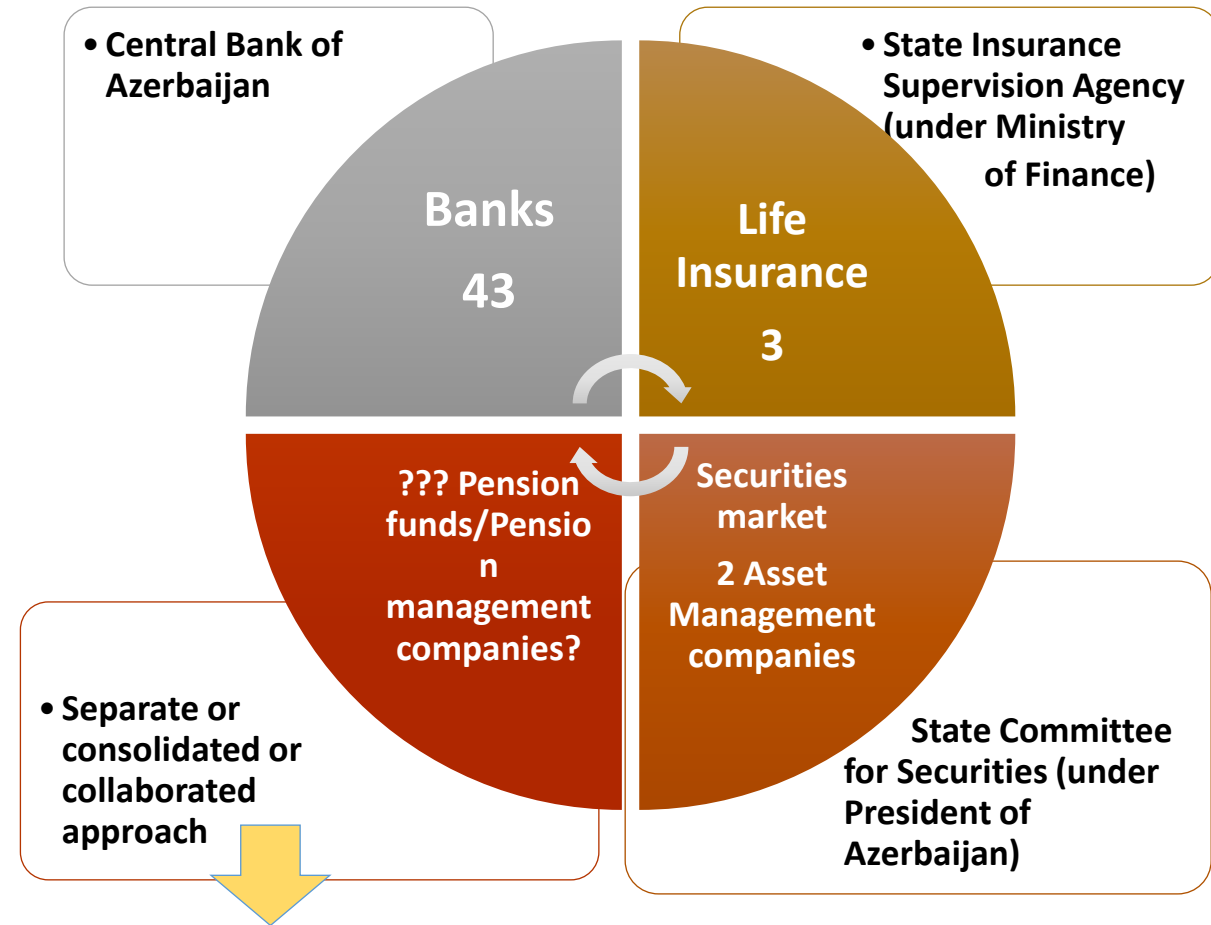 • Central Bank of
Azerbaijan
• State Insurance
Supervision Agency
(under Ministry
of Finance)
Banks
43
Life
Insurance
3
??? Pension
funds/Pensio
n
management
companies?
Securities
market
2 Asset
Management
companies
• Separate or
consolidated or
collaborated
approach
State Committee
for Securities (under
President of
Azerbaijan)